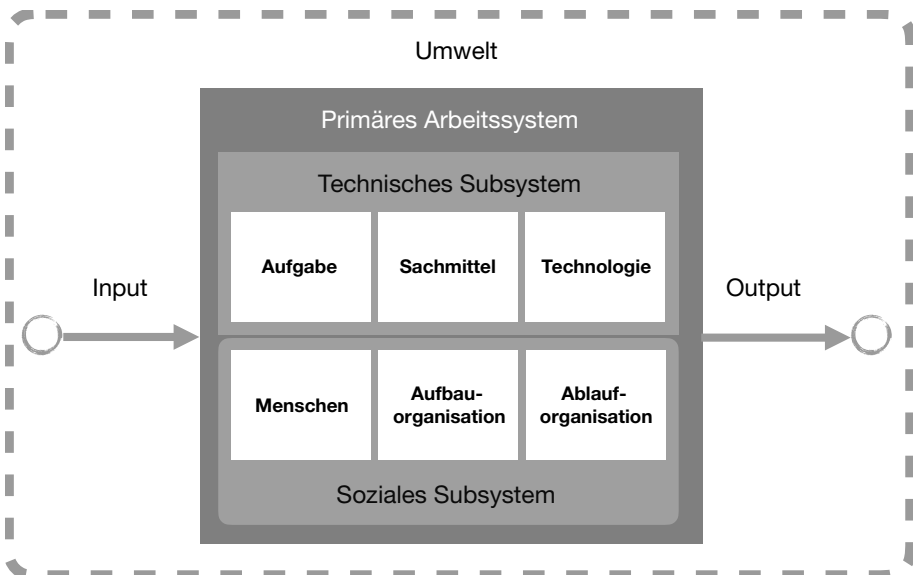 Umwelt
Primäres Arbeitssystem
Technisches Subsystem
Aufgabe
Sachmittel
Technologie
Input
Output
Menschen
Aufbau-
organisation
Ablauf-
organisation
Soziales Subsystem